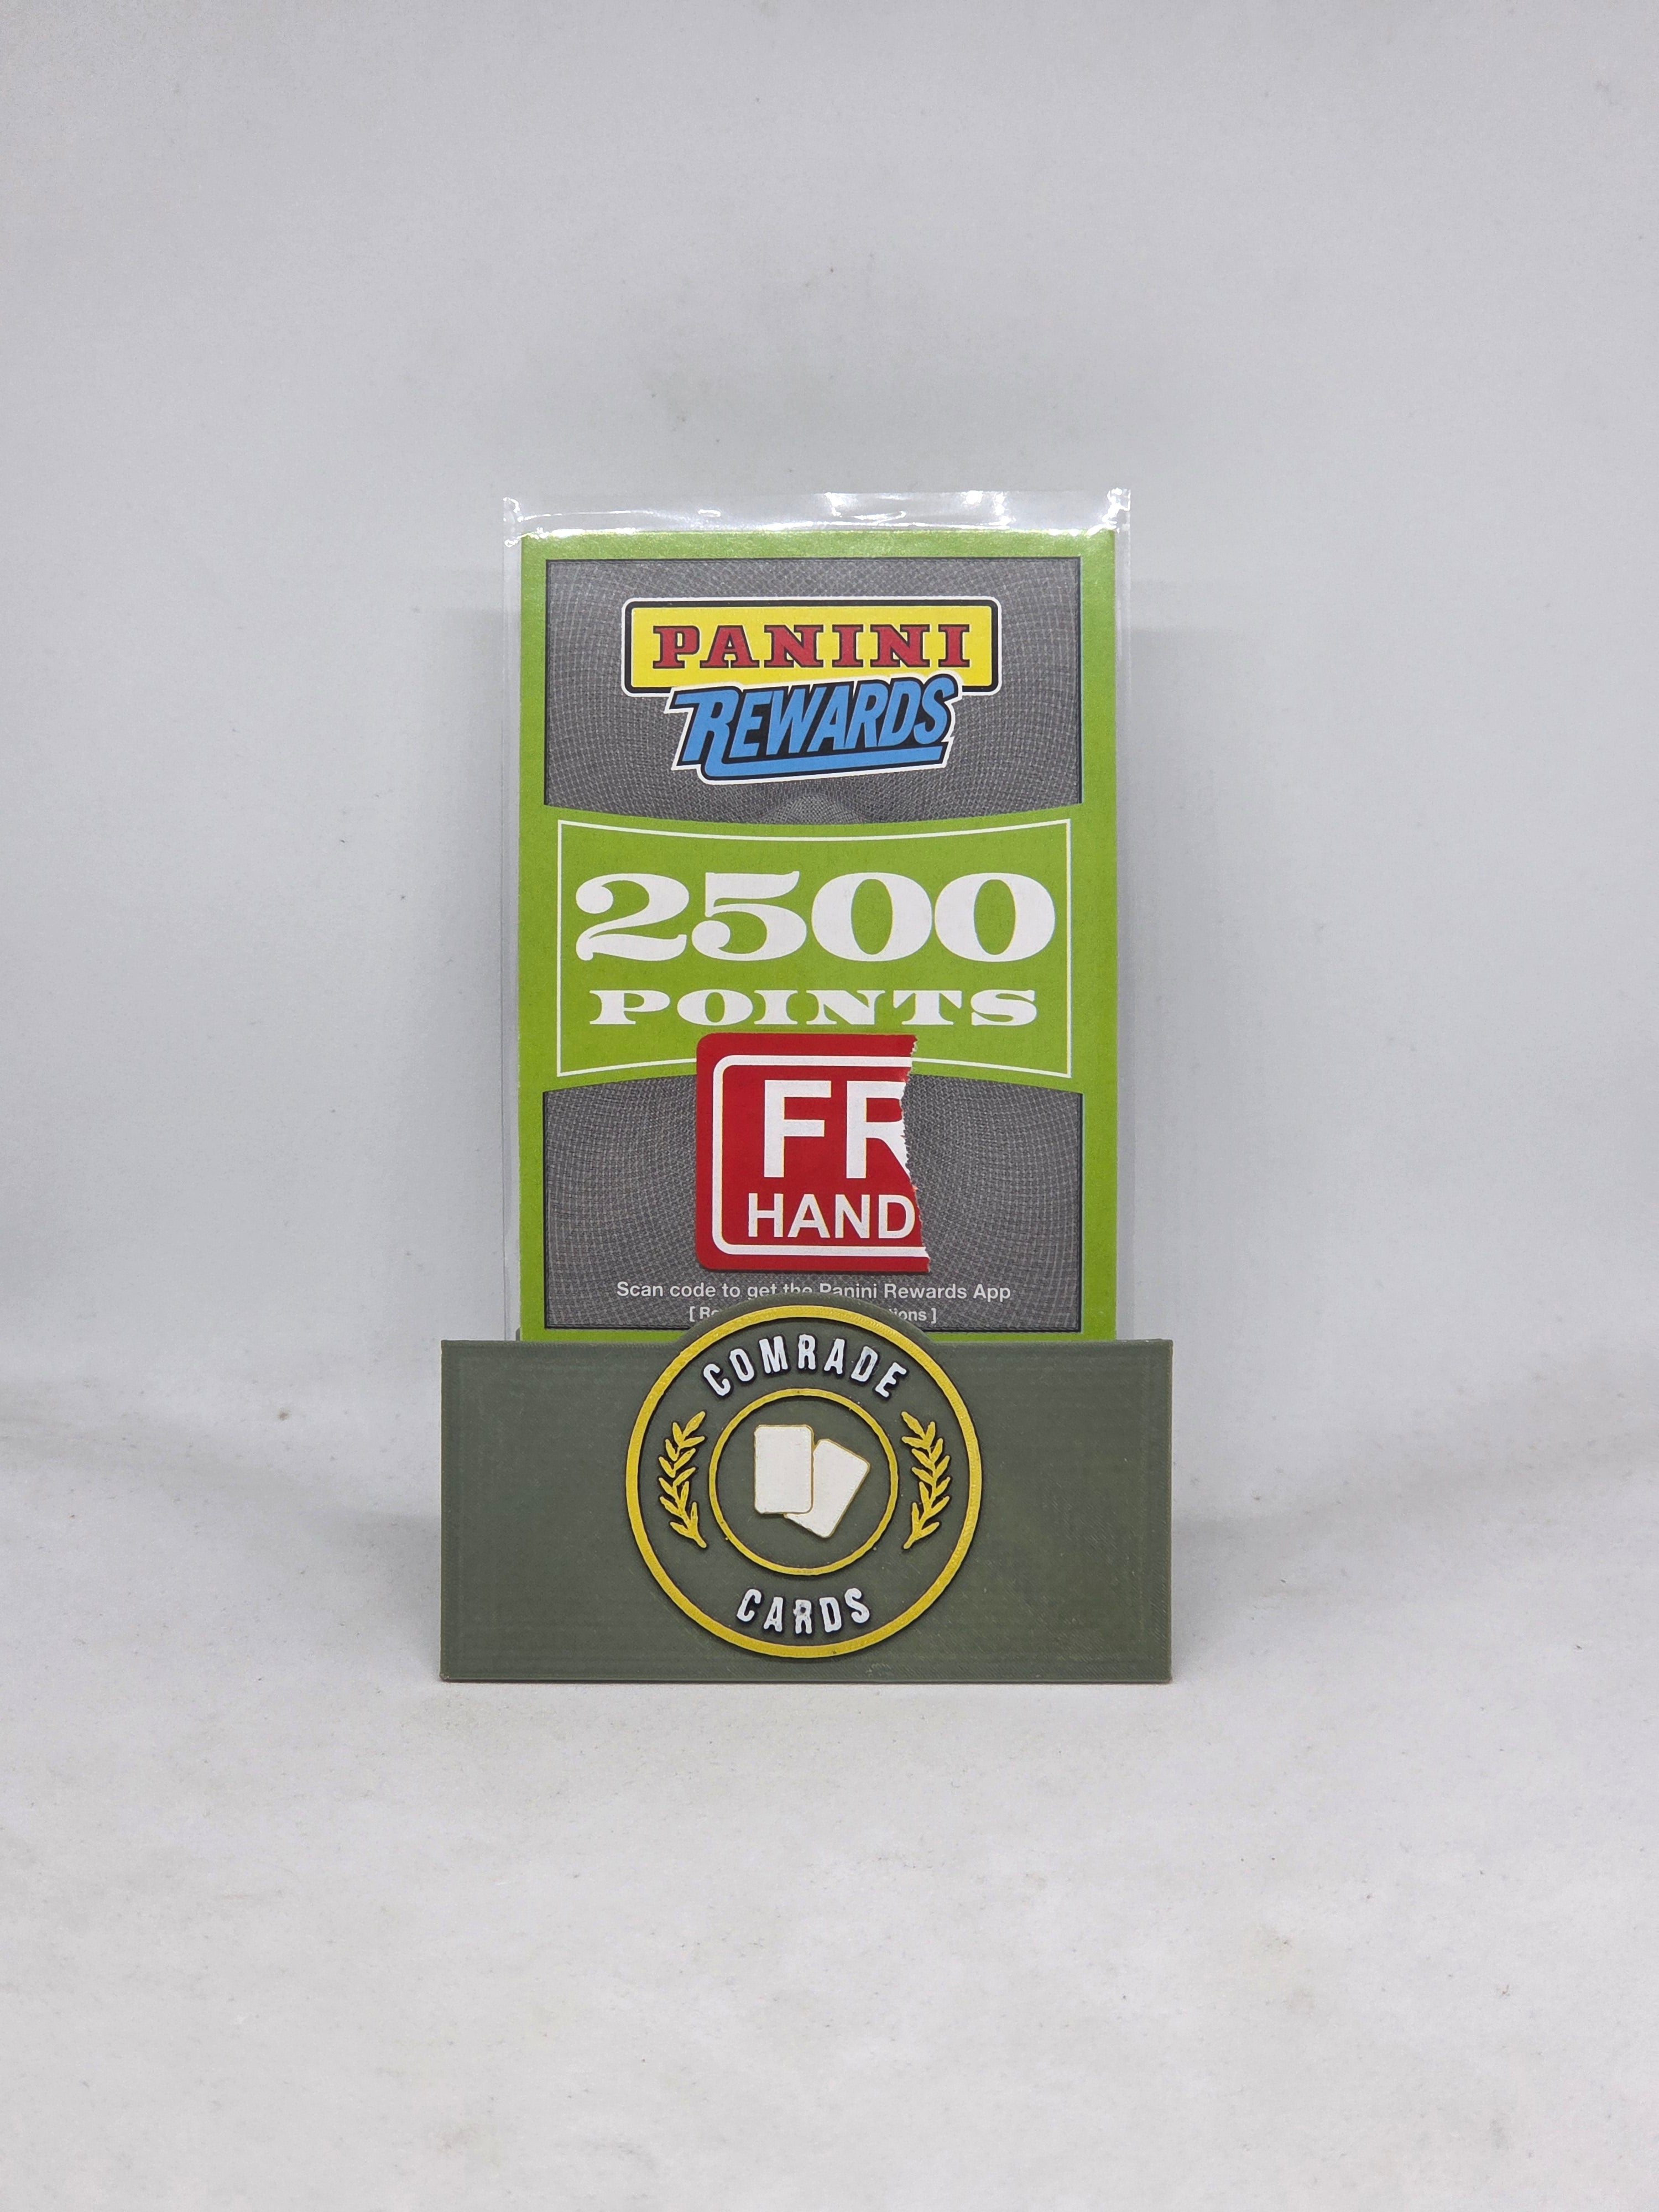 PANINI
REWARDS
2500
POINTS
FR
HAND
Scan code to get the Panini Rewards App
COMRADE
CARDS